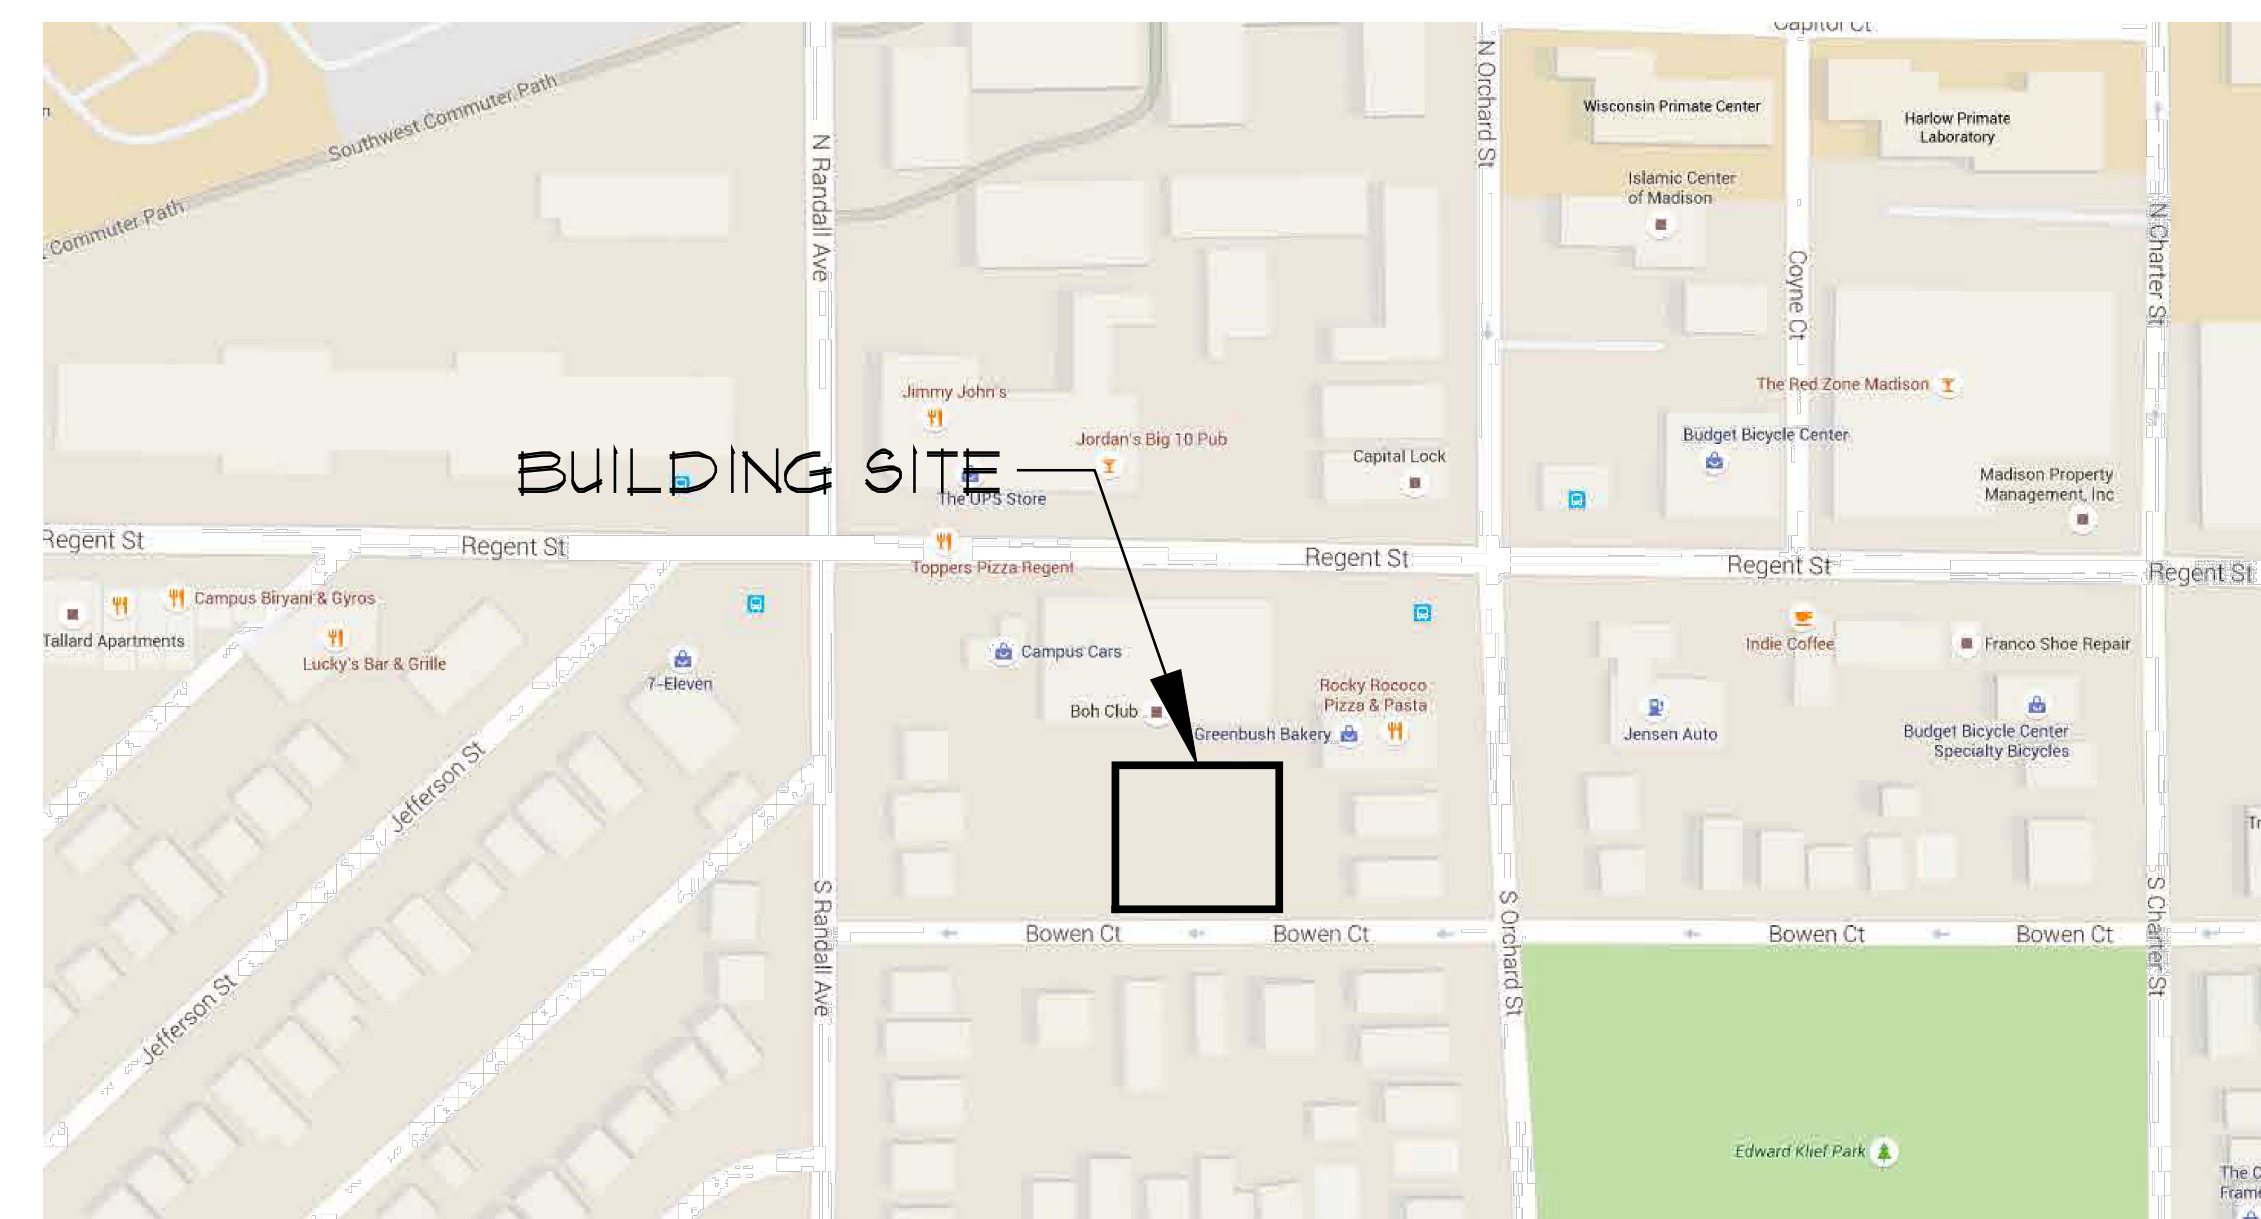 Capitol Ct
Southwest Commuter Path
Commuter Path
N Randall Ave
N Orchard St
Wisconsin Primate Center
Harlow Primate
Laboratory
Islamic Center
of Madison
Coyne Ct
N Charter St
Jimmy John's
Jordan's Big 10 Pub
The Red Zone Madison
Budget Bicycle Center
Capital Lock
Madison Property
Management, Inc
BUILDING SITE
The UPS Store
Regent St
Regent St
Regent St
Regent St
Regent St
Toppers Pizza Regent
Campus Biryani & Gyros
Tallard Apartments
Lucky's Bar & Grille
7-Eleven
Campus Cars
Boh Club
Rocky Rococo
Pizza & Pasta
Greenbush Bakery
Indie Coffee
Franco Shoe Repair
Jensen Auto
Budget Bicycle Center
Specialty Bicycles
Jefferson St
Jefferson St
S Randall Ave
S Orchard St
S Charter St
Bowen Ct
Bowen Ct
Bowen Ct
Bowen Ct
Edward Klief Park
The